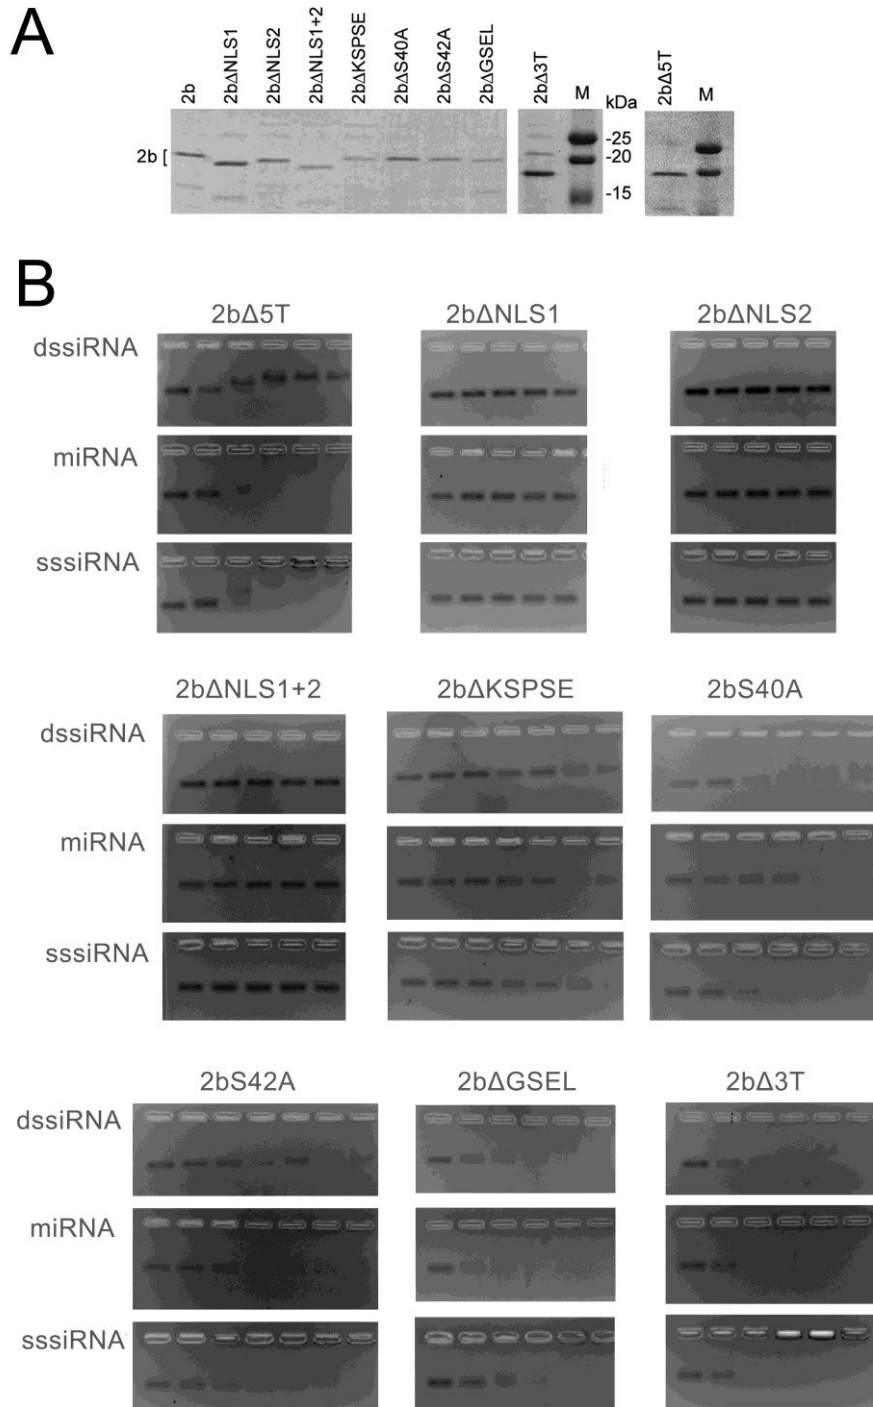 A
2b
2bΔNLS1
2bΔNLS2
2bΔNLS1+2
2bΔKSPSE
2bΔS40A
2bΔS42A
2bΔGSEL
2bΔ3T
M
kDa
2bΔ5T
M
2b [
-25
-20
-15
B
2bΔ5T 2bΔNLS1 2bΔNLS2
dssiRNA
miRNA
sssiRNA
2bΔNLS1+2 2bΔKSPSE 2bS40A
dssiRNA
miRNA
sssiRNA
2bS42A 2bΔGSEL 2bΔ3T
dssiRNA
miRNA
sssiRNA